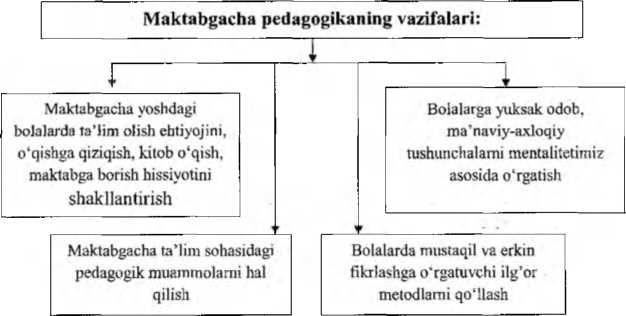 Maktabgacha pedagogikaning vazifalari:
Maktabgacha yoshdagi
bolalarda ta'lim olish ehtiyojini,
o'qishga qiziqish, kitob o'qish,
maktabga borish hissiyotini
shakllantirish
Bolalarga yuksak odob,
ma'naviy-axloqiy
tushunchalarni mentalitetimiz
asosida o'rgatish
Maktabgacha ta'lim sohasidagi
pedagogik muammolarni hal
qilish
Bolalarda mustaqil va erkin
fikrlashga o'rgatuvchi ilg'or
metodlarni qo'llash